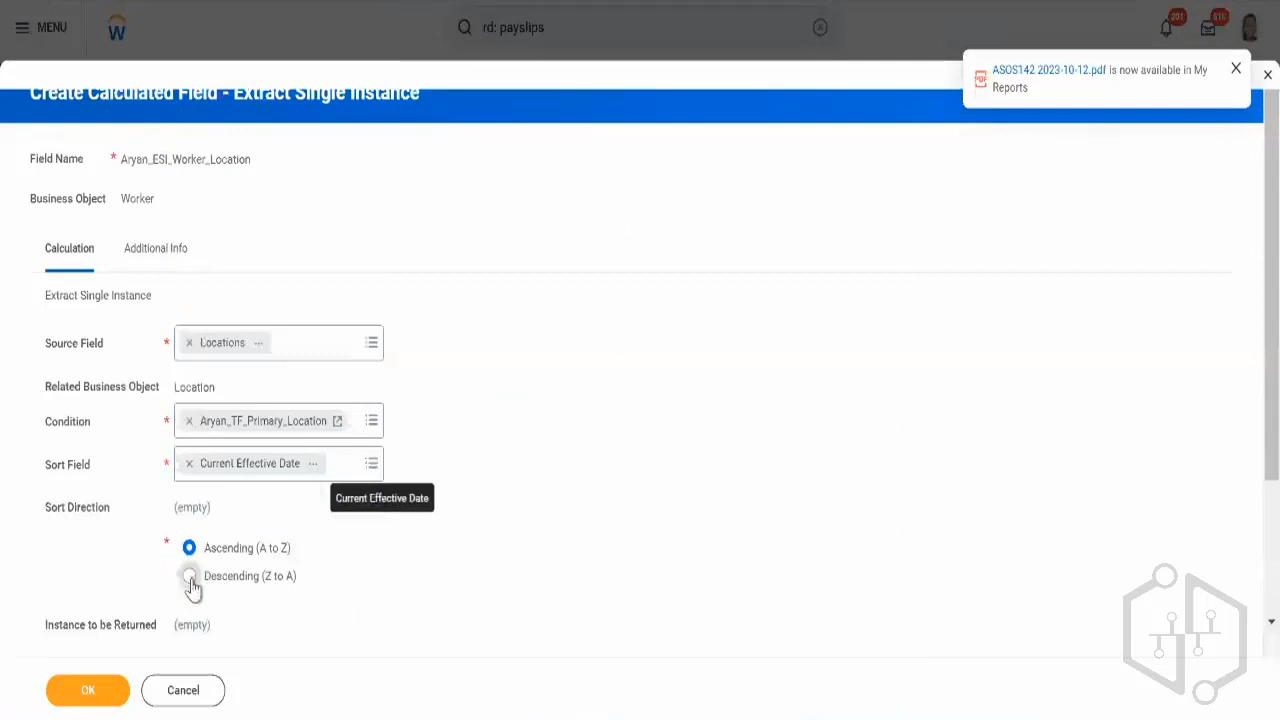 MENU
rd: payslips
201
616
ASOS142 2023-10-12.pdf is now available in My
Reports
Create Calculated Field - Extract Single Instance
Field Name * Aryan_ESI_Worker_Location
Business Object Worker
Calculation Additional Info
Extract Single Instance
Source Field * Locations
Related Business Object Location
Condition * Aryan_TF_Primary_Location
Sort Field * Current Effective Date
Current Effective Date
Sort Direction (empty)
* Ascending (A to Z)
Descending (Z to A)
Instance to be Returned (empty)
OK Cancel